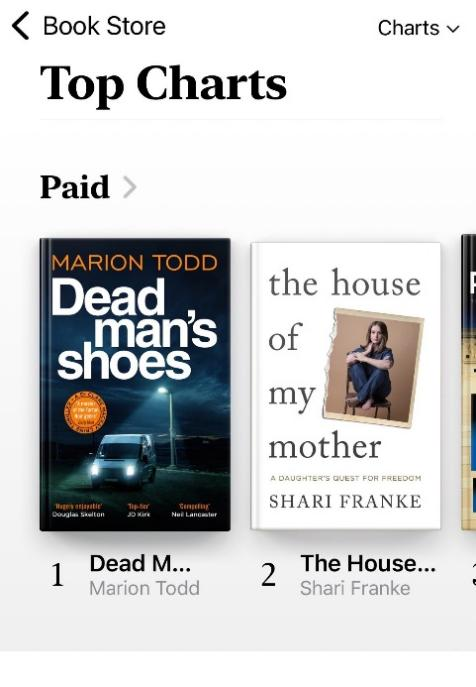 Book Store
Charts
Top Charts
Paid
MARION TODD
Dead
man's
shoes
'Hugely enjoyable'
Douglas Skelton
'Top-tier'
JD Kirk
'Compelling'
Neil Lancaster
the house
of
my
mother
A DAUGHTER'S QUEST FOR FREEDOM
SHARI FRANKE
1
Dead M...
Marion Todd
2
The House...
Shari Franke